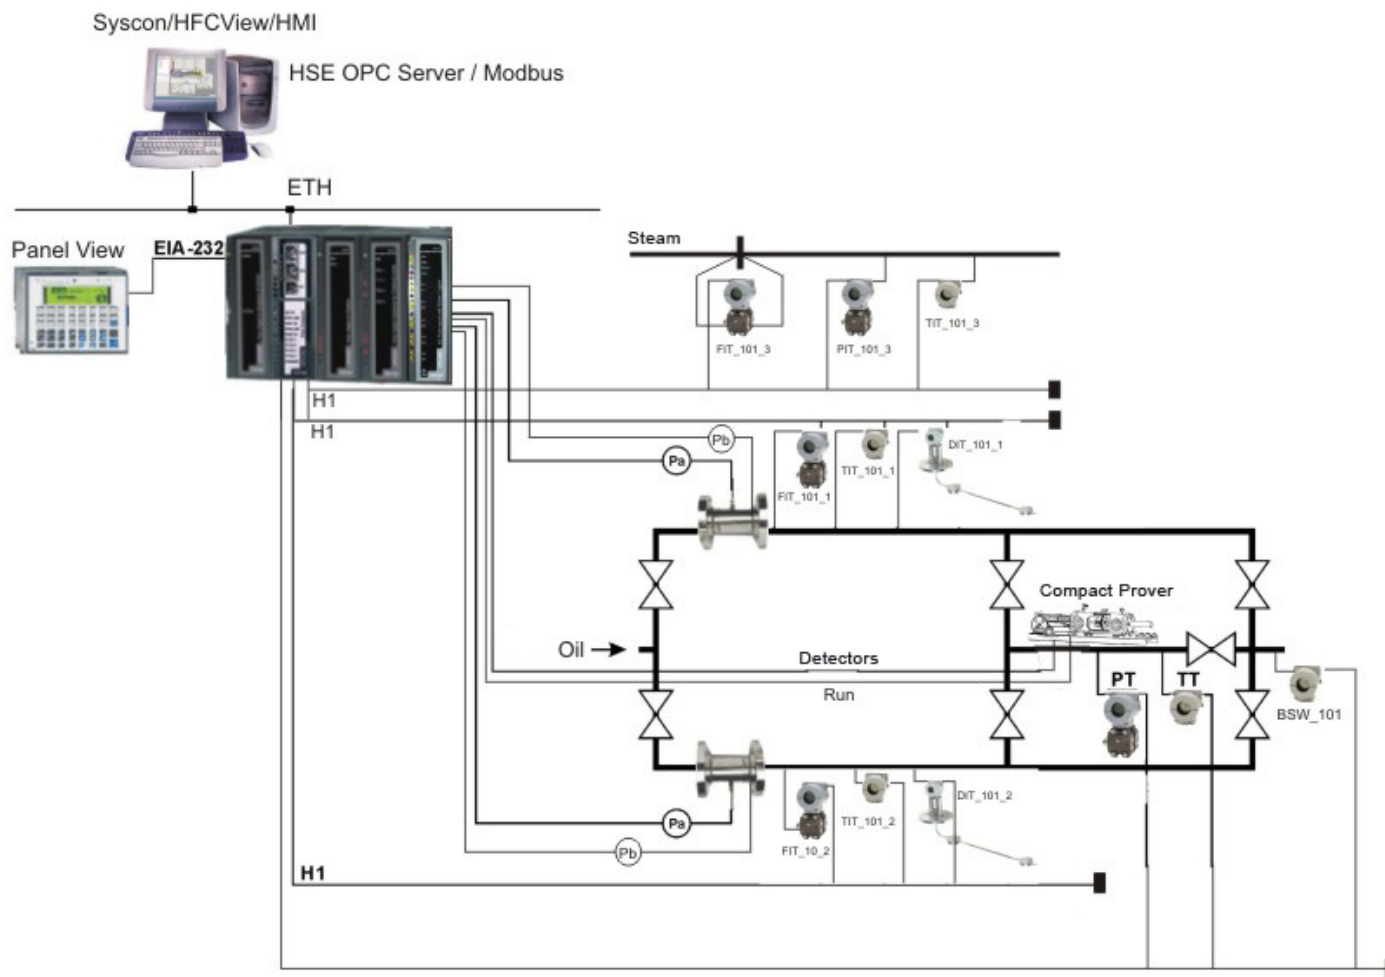 Syscon/HFCView/HMI
HSE OPC Server / Modbus
ETH
Panel View
EIA-232
Steam
FIT_101_3
PIT_101_3
TIT_101_3
H1
H1
Pb
Pa
FIT_101_1
TIT_101_1
DIT_101_1
Compact Prover
Oil
Detectors
Run
PT
TT
BSW_101
Pa
Pb
FIT_10_2
TIT_101_2
DIT_101_2
H1